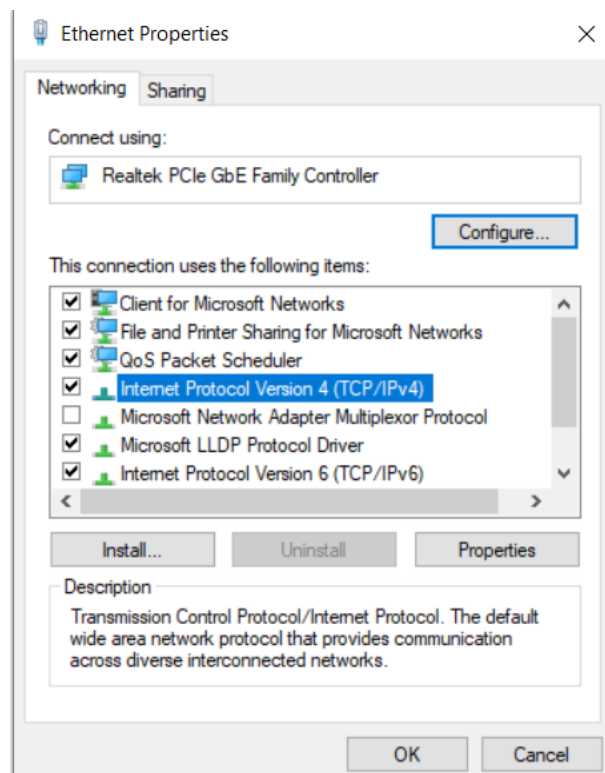 Ethernet Properties
Networking Sharing
Connect using:
Realtek PCIe GbE Family Controller
Configure...
This connection uses the following items:
Client for Microsoft Networks
File and Printer Sharing for Microsoft Networks
QoS Packet Scheduler
Internet Protocol Version 4 (TCP/IPv4)
Microsoft Network Adapter Multiplexor Protocol
Microsoft LLDP Protocol Driver
Internet Protocol Version 6 (TCP/IPv6)
Install... Uninstall Properties
Description
Transmission Control Protocol/Internet Protocol. The default
wide area network protocol that provides communication
across diverse interconnected networks.
OK Cancel